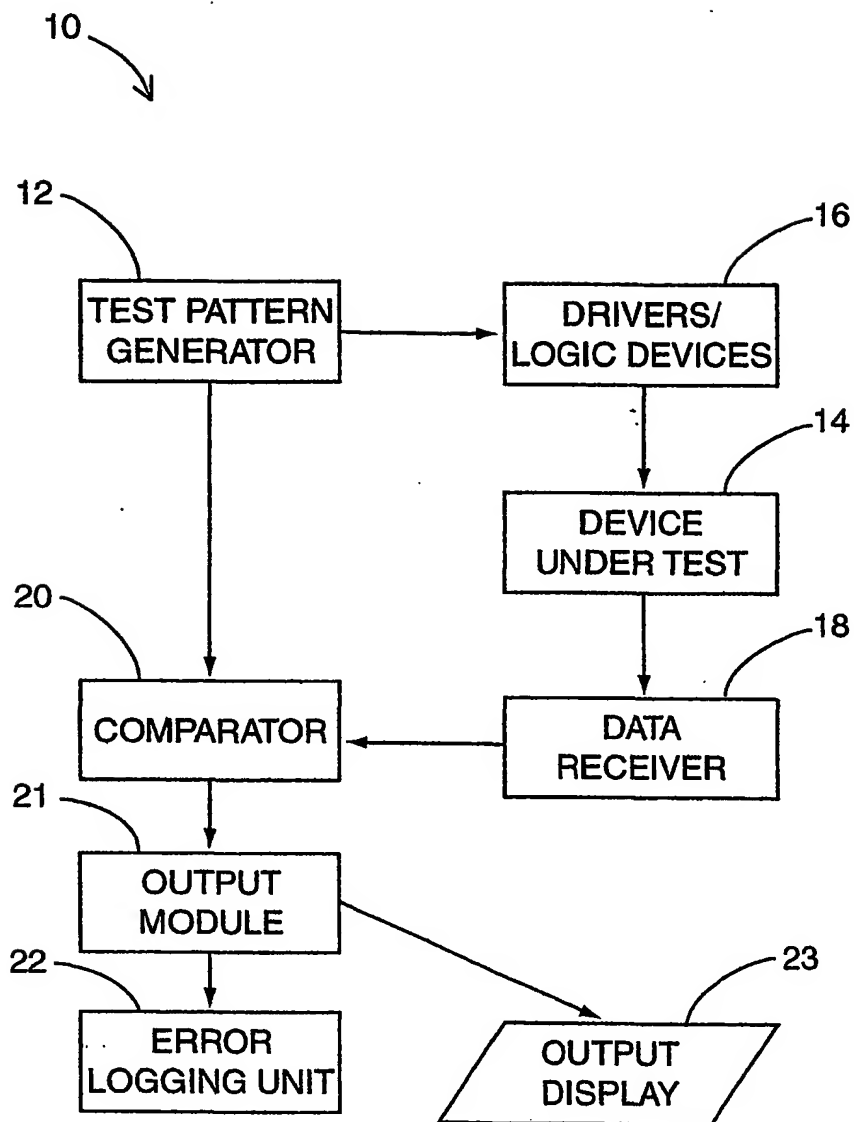 10
12
16
TEST PATTERN
GENERATOR
DRIVERS/
LOGIC DEVICES
14
DEVICE
UNDER TEST
20
18
COMPARATOR
DATA
RECEIVER
21
OUTPUT
MODULE
22
23
ERROR
LOGGING UNIT
OUTPUT
DISPLAY